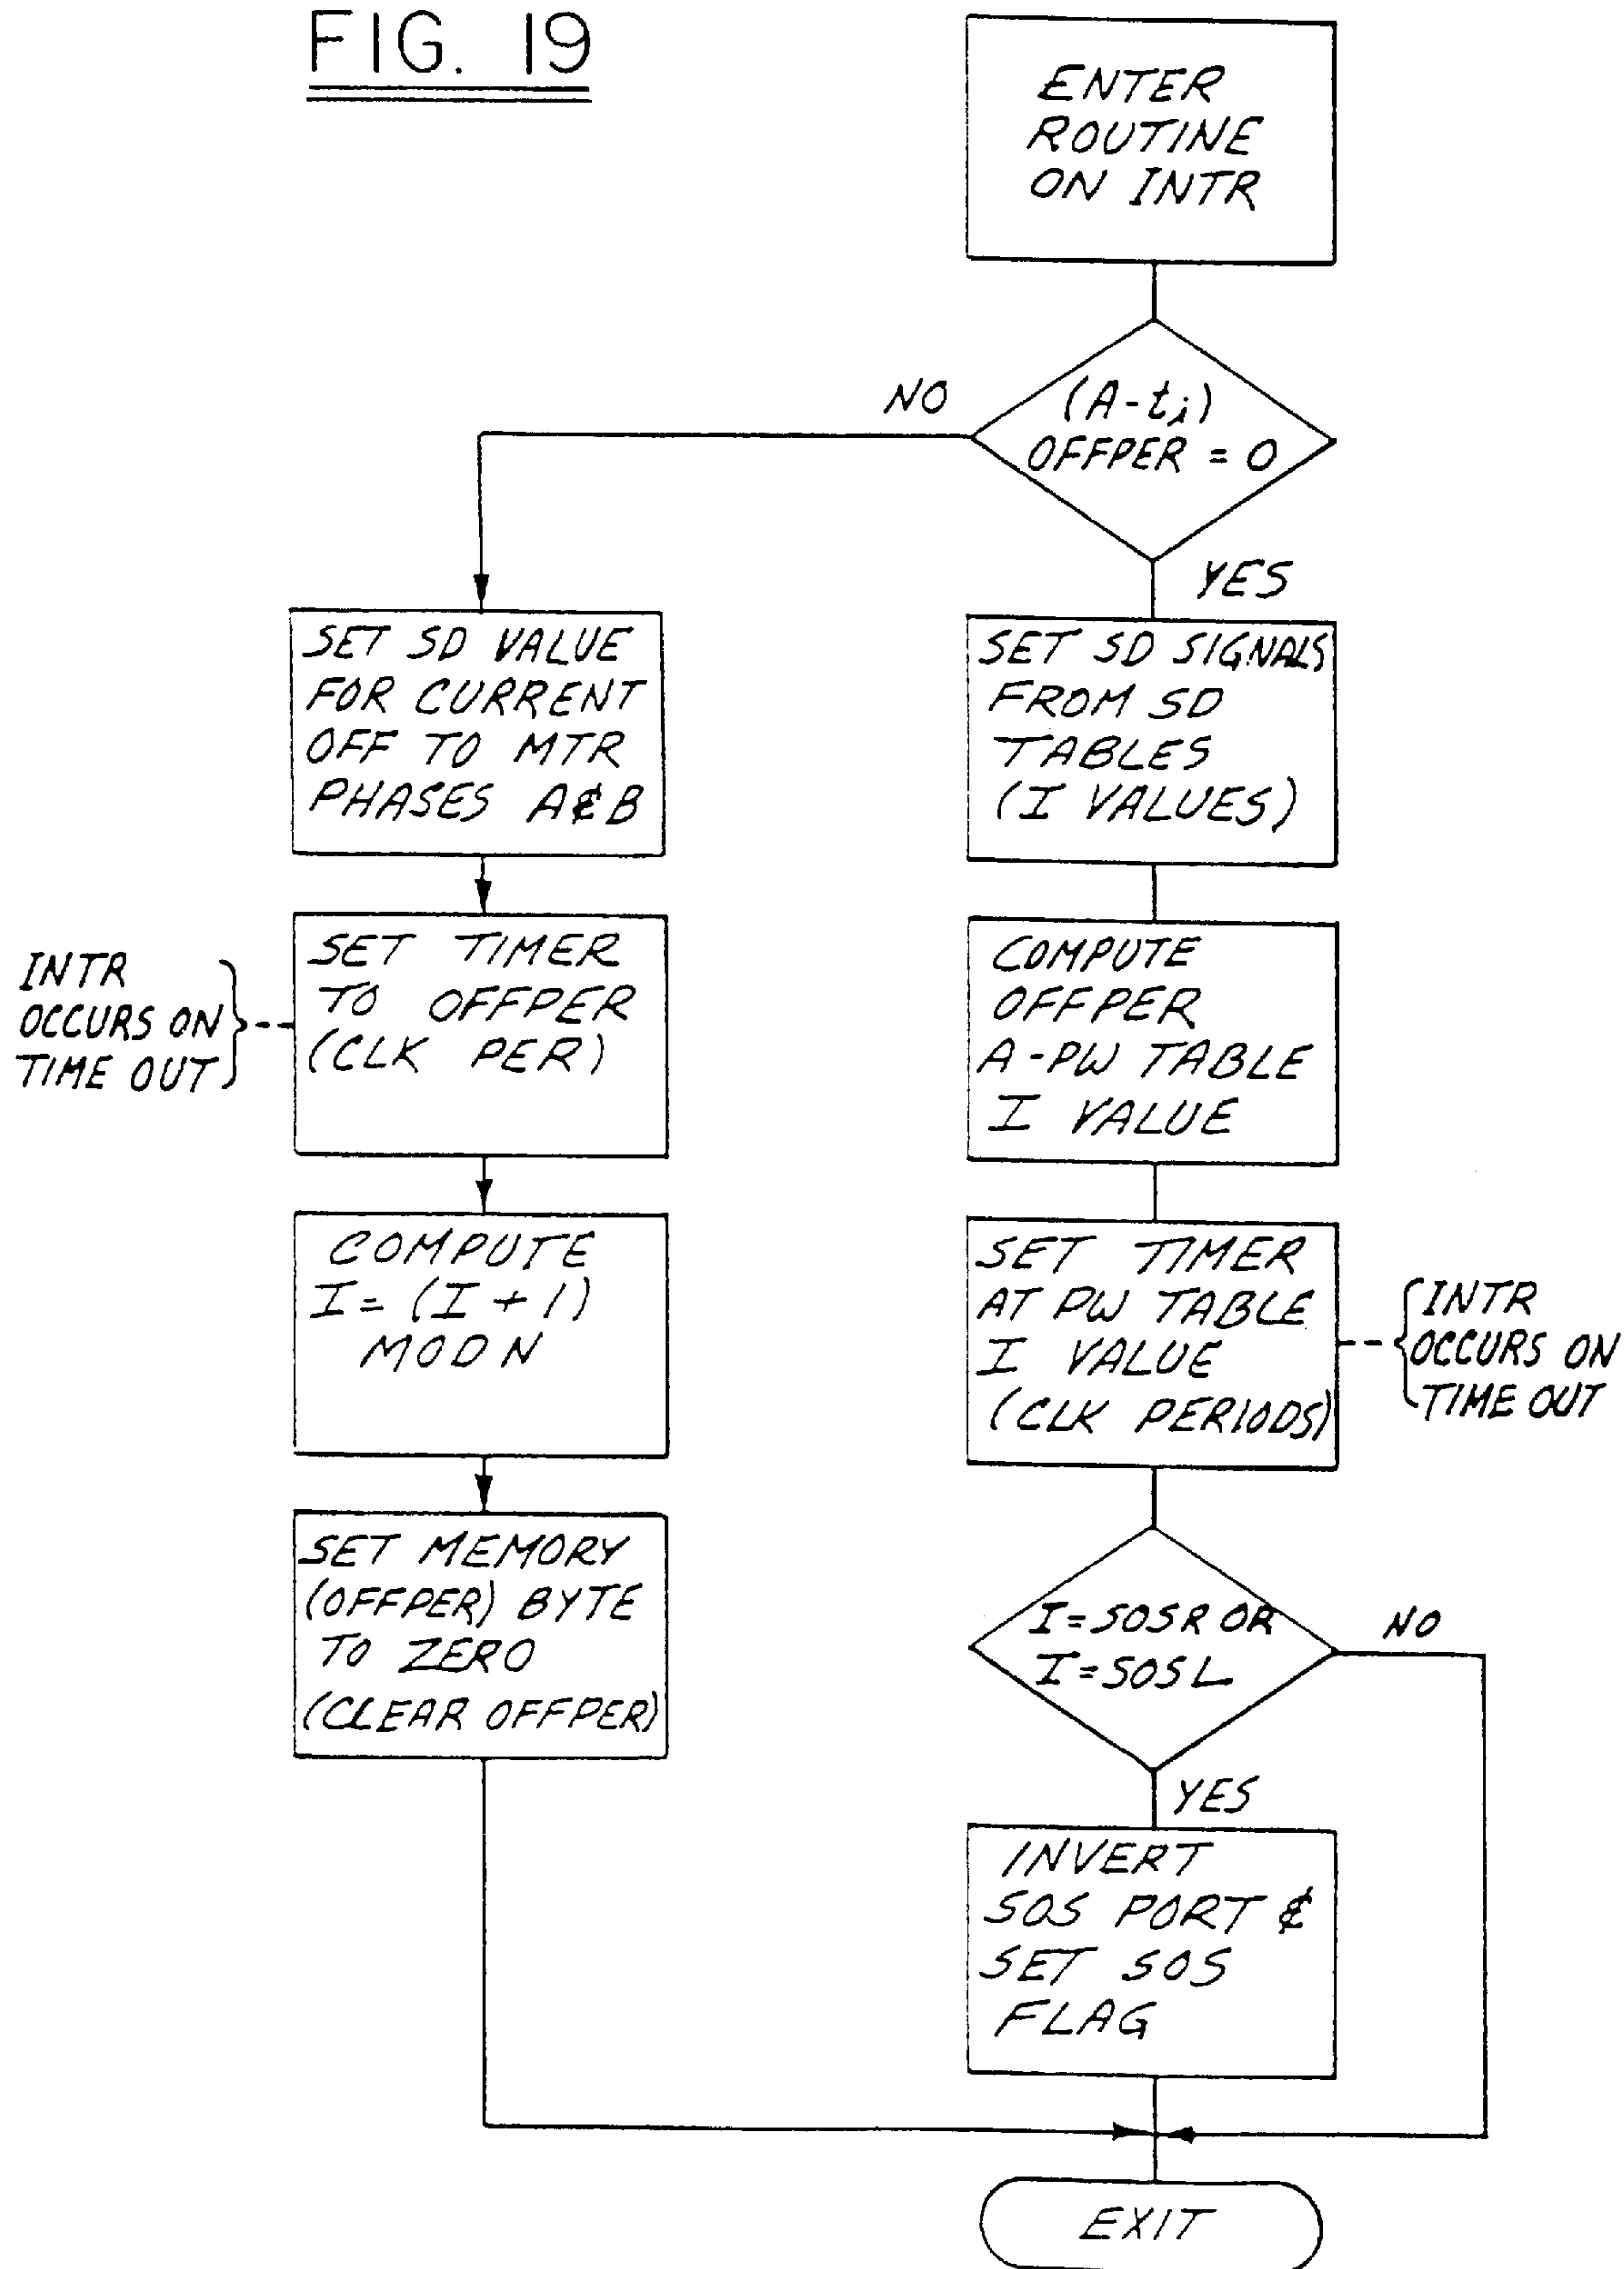 FIG. 19
ENTER
ROUTINE
ON INTR
(A-ti)
OFFPER = 0
NO
YES
SET SD VALUE
FOR CURRENT
OFF TO MTR
PHASES A&B
SET TIMER
TO OFFPER
(CLK PER)
INTR
OCCURS ON
TIME OUT
COMPUTE
I = (I + 1)
MOD N
SET MEMORY
(OFFPER) BYTE
TO ZERO
(CLEAR OFFPER)
SET SD SIGNALS
FROM SD
TABLES
(I VALUES)
COMPUTE
OFFPER
A-PW TABLE
I VALUE
SET TIMER
AT PW TABLE
I VALUE
(CLK PERIODS)
INTR
OCCURS ON
TIME OUT
I = SOSR OR
I = SOSL
NO
YES
INVERT
SOS PORT &
SET SOS
FLAG
EXIT